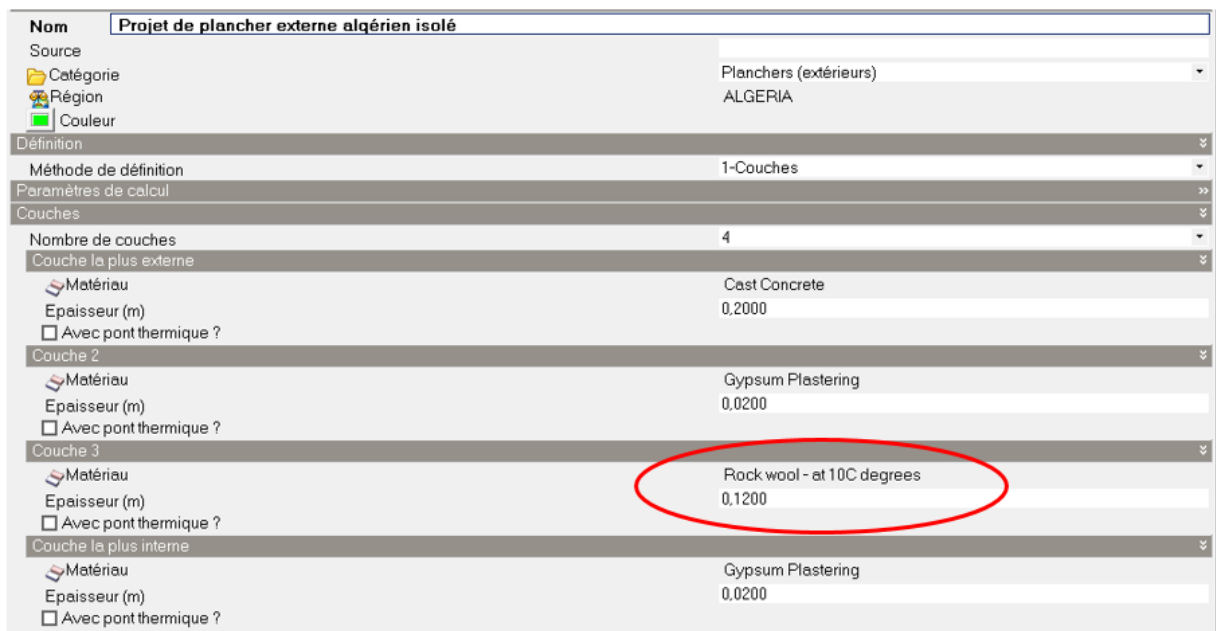 Nom Projet de plancher externe algérien isolé
Source
Catégorie Planchers (extérieurs)
Région ALGERIA
Couleur
Définition
Méthode de définition 1-Couches
Paramètres de calcul
Couches
Nombre de couches 4
Couche la plus externe
Matériau Cast Concrete
Epaisseur (m) 0,2000
Avec pont thermique ?
Couche 2
Matériau Gypsum Plastering
Epaisseur (m) 0,0200
Avec pont thermique ?
Couche 3
Matériau Rock wool - at 10C degrees
Epaisseur (m) 0,1200
Avec pont thermique ?
Couche la plus interne
Matériau Gypsum Plastering
Epaisseur (m) 0,0200
Avec pont thermique ?